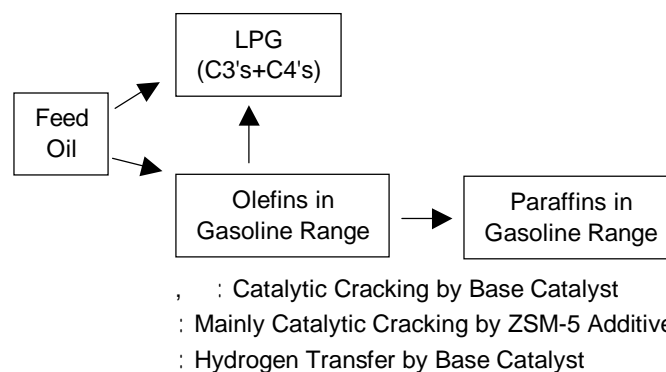 LPG
(C3's+C4's)
Feed
Oil
Olefins in
Gasoline Range
Paraffins in
Gasoline Range
, : Catalytic Cracking by Base Catalyst
: Mainly Catalytic Cracking by ZSM-5 Additive
: Hydrogen Transfer by Base Catalyst